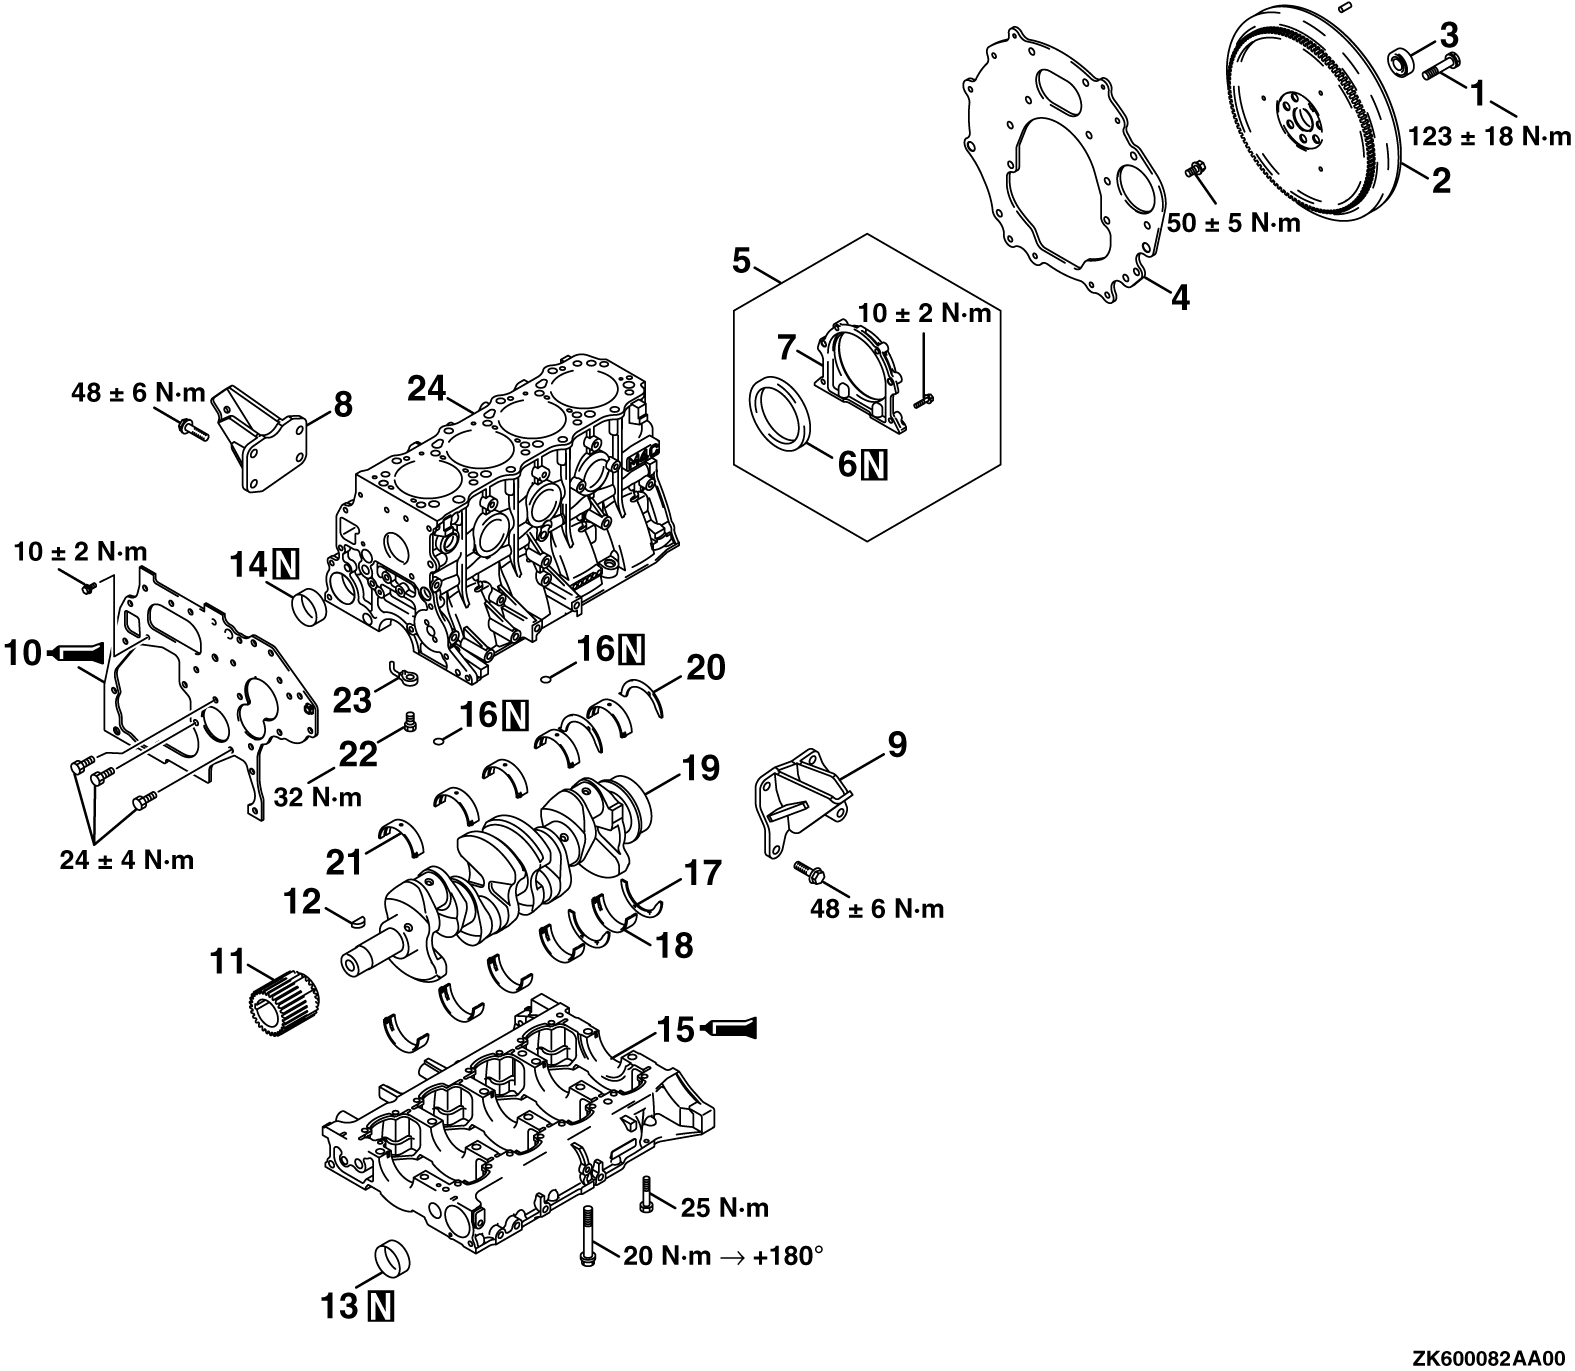 3
1
123 ± 18 N·m
2
50 ± 5 N·m
4
5
10 ± 2 N·m
7
6 N
48 ± 6 N·m
8
24
M4C
10 ± 2 N·m
14 N
10
16 N
20
23
16 N
22
32 N·m
9
19
24 ± 4 N·m
21
17
12
48 ± 6 N·m
18
11
15
25 N·m
20 N·m → +180°
13 N
ZK600082AA00